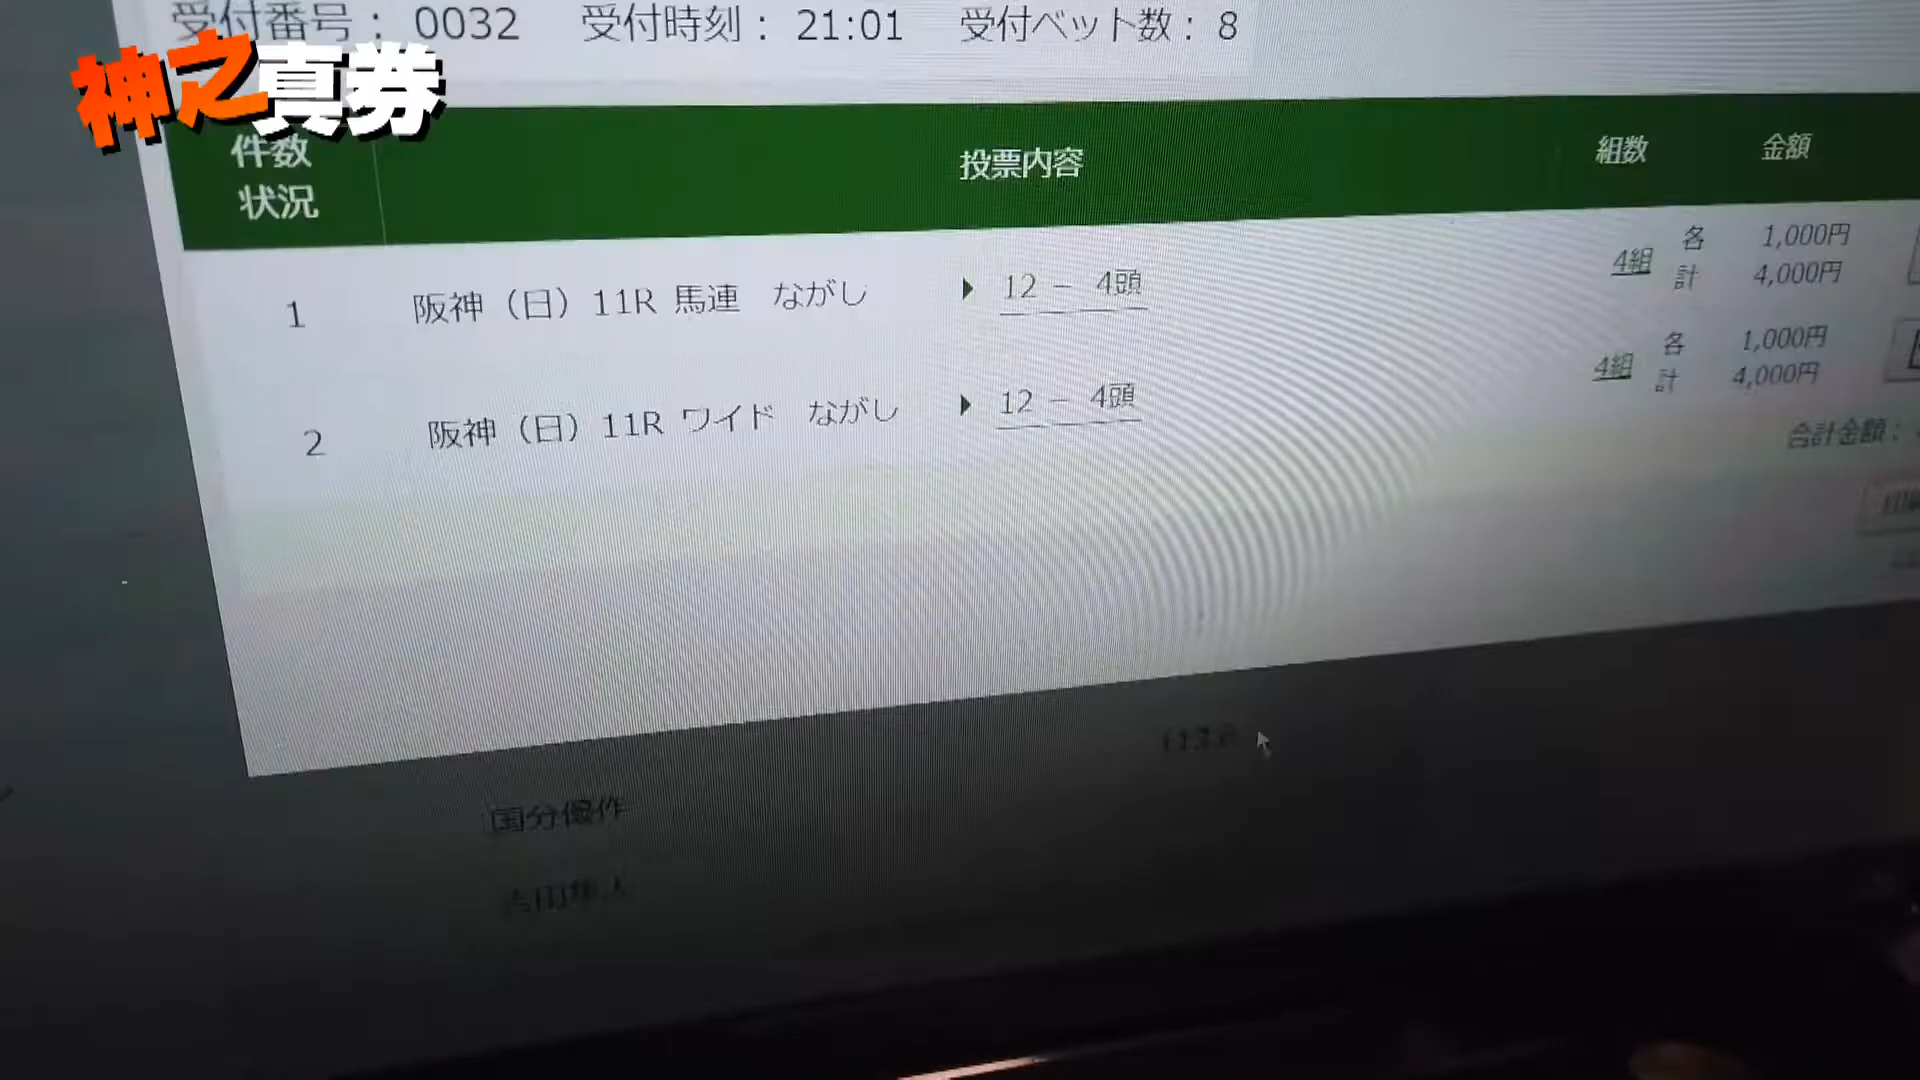 受付番号： 0032 受付時刻： 21:01 受付ベット数： 8
神之真券
件数 状況 投票内容 組数 金額
1 阪神（日）11R 馬連 ながし ▶ 12 － 4頭 4組 各 1,000円
計 4,000円
2 阪神（日）11R ワイド ながし ▶ 12 － 4頭 4組 各 1,000円
計 4,000円
合計金額：
国分優作